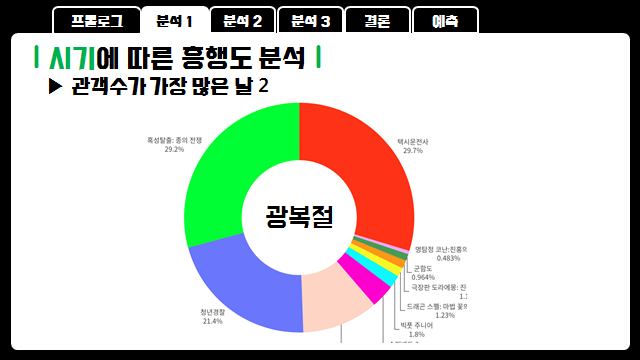 프롤로그
분석 1
분석 2
분석 3
결론
예측
| 시기에 따른 흥행도 분석 |
▶ 관객수가 가장 많은 날 2
혹성탈출: 종의 전쟁
29.2%
택시운전사
29.7%
광복절
명탐정 코난:진홍의
0.483%
군함도
0.964%
극장판 도라에몽: 진
1.1
드래곤 스펠: 마법 꽃의
1.23%
빅풋 주니어
1.8%
청년경찰
21.4%